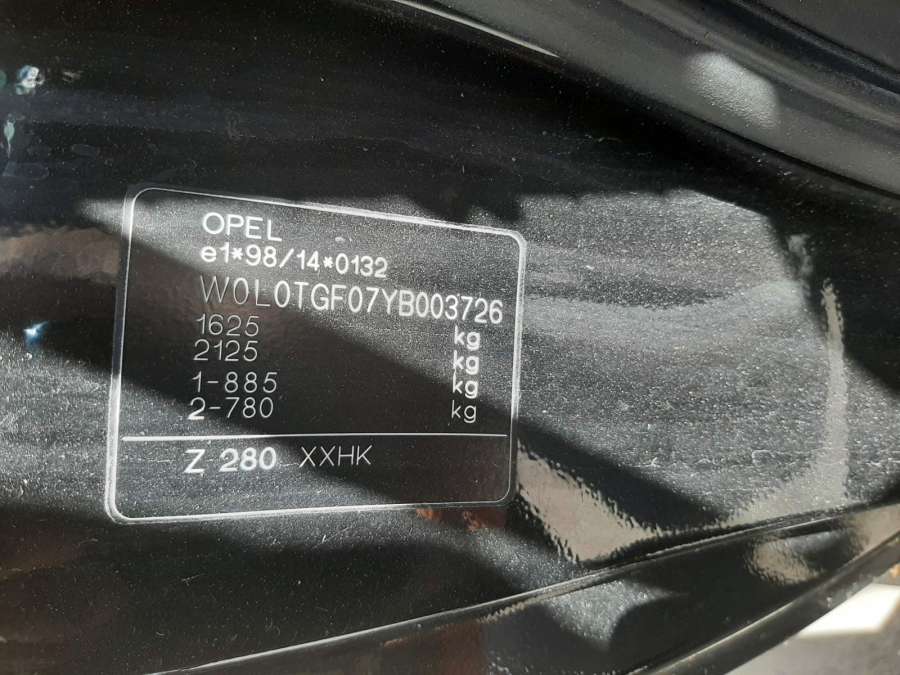 OPEL
e1*98/14*0132
W0L0TGF07YB003726
1625 kg
2125 kg
1-885 kg
2-780 kg
Z 280 XXHK